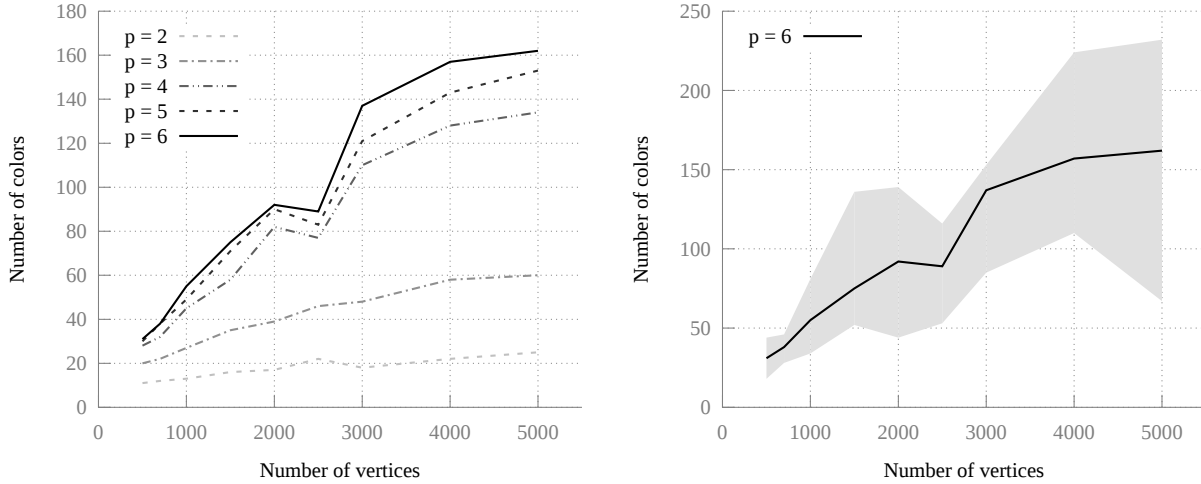 180
160
140
120
100
80
60
40
20
0
0 1000 2000 3000 4000 5000
Number of colors
Number of vertices
p = 2
p = 3
p = 4
p = 5
p = 6
250
200
150
100
50
0
0 1000 2000 3000 4000 5000
Number of colors
Number of vertices
p = 6